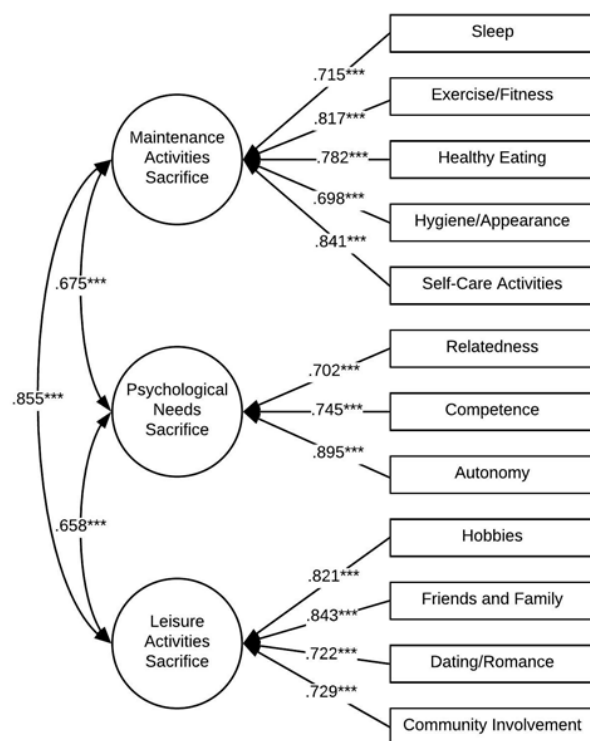 Sleep
.715***
Exercise/Fitness
.817***
Maintenance
Activities
Sacrifice
.782***
Healthy Eating
.698***
Hygiene/Appearance
.841***
Self-Care Activities
.675***
Relatedness
.702***
Psychological
Needs
Sacrifice
.745***
Competence
.855***
.895***
Autonomy
.658***
Hobbies
.821***
Friends and Family
.843***
Leisure
Activities
Sacrifice
.722***
Dating/Romance
.729***
Community Involvement